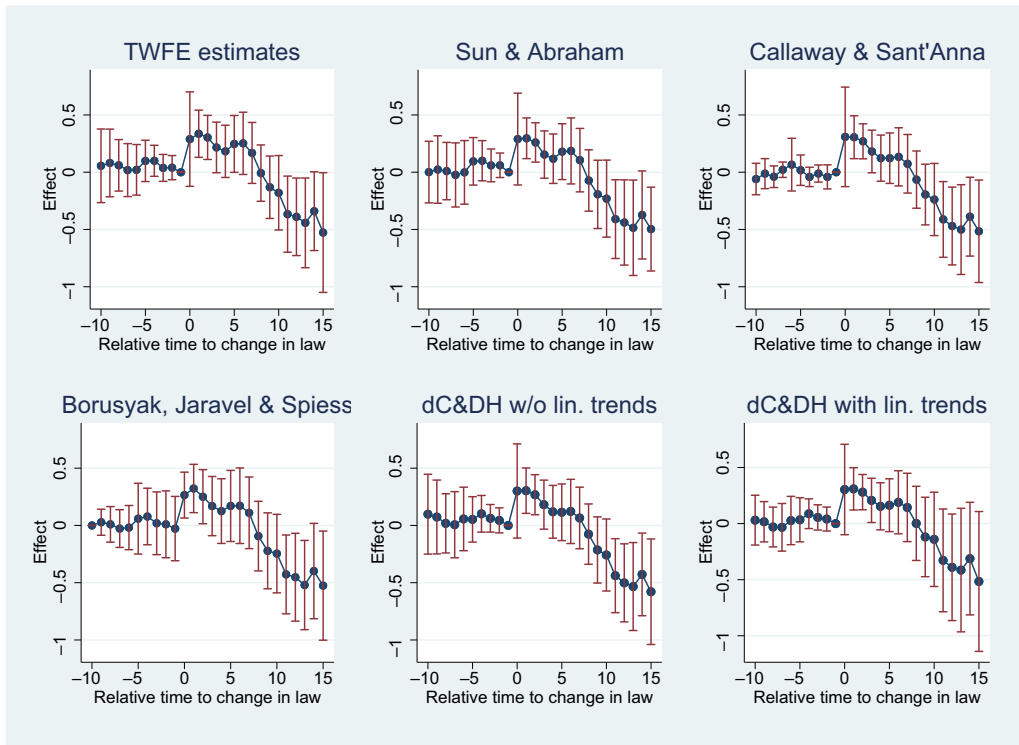 TWFE estimates
0.5
0
−0.5
−1
Effect
−10 −5 0 5 10 15
Relative time to change in law
Sun & Abraham
0.5
0
−0.5
−1
Effect
−10 −5 0 5 10 15
Relative time to change in law
Callaway & Sant'Anna
0.5
0
−0.5
−1
Effect
−10 −5 0 5 10 15
Relative time to change in law
Borusyak, Jaravel & Spiess
0.5
0
−0.5
−1
Effect
−10 −5 0 5 10 15
Relative time to change in law
dC&DH w/o lin. trends
0.5
0
−0.5
−1
Effect
−10 −5 0 5 10 15
Relative time to change in law
dC&DH with lin. trends
0.5
0
−0.5
−1
Effect
−10 −5 0 5 10 15
Relative time to change in law